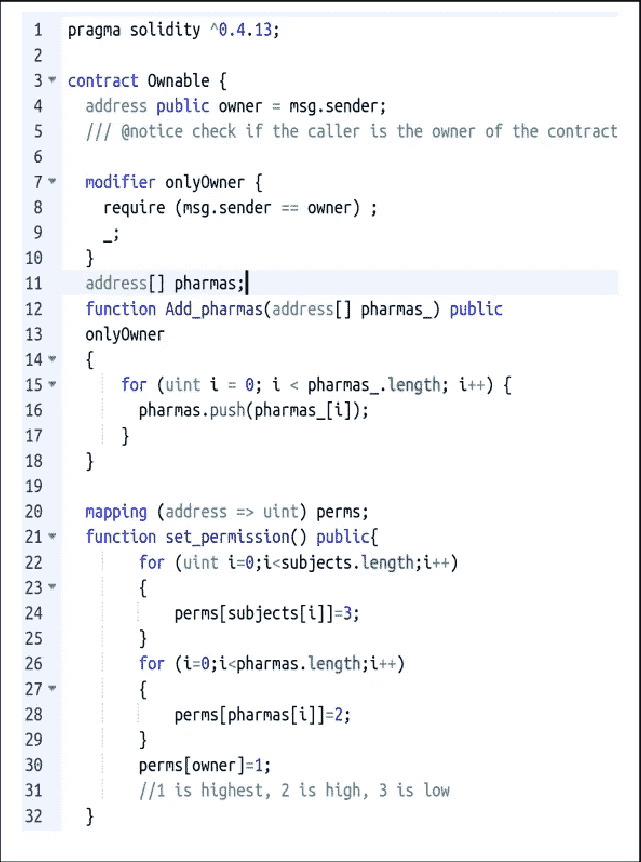 1 pragma solidity ^0.4.13;
2
3 contract Ownable {
4 address public owner = msg.sender;
5 /// @notice check if the caller is the owner of the contract
6
7 modifier onlyOwner {
8 require (msg.sender == owner) ;
9 _;
10 }
11 address[] pharmas;
12 function Add_pharmas(address[] pharmas_) public
13 onlyOwner
14 {
15 for (uint i = 0; i < pharmas_.length; i++) {
16 pharmas.push(pharmas_[i]);
17 }
18 }
19
20 mapping (address => uint) perms;
21 function set_permission() public{
22 for (uint i=0;i<subjects.length;i++)
23 {
24 perms[subjects[i]]=3;
25 }
26 for (i=0;i<pharmas.length;i++)
27 {
28 perms[pharmas[i]]=2;
29 }
30 perms[owner]=1;
31 //1 is highest, 2 is high, 3 is low
32 }